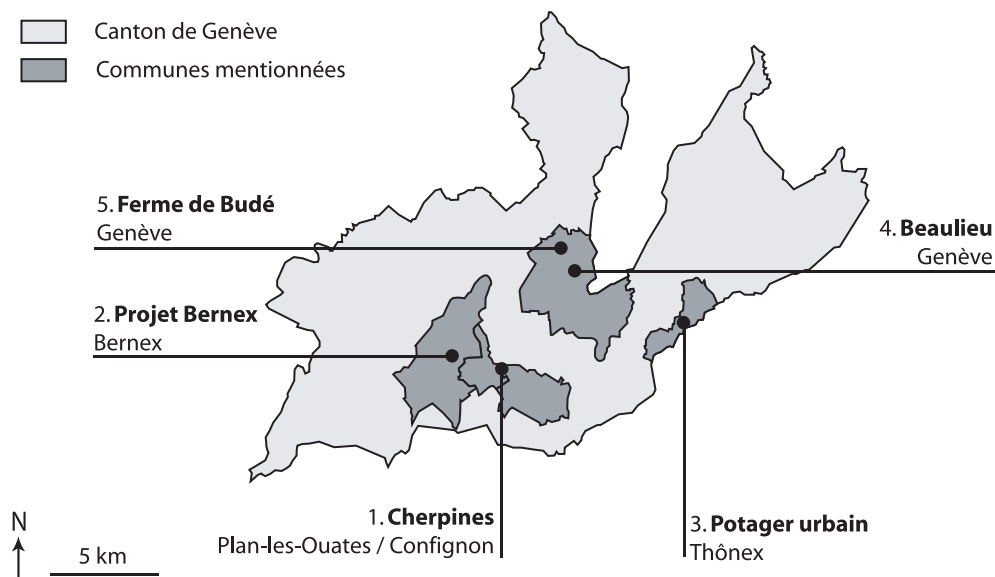 Canton de Genève
Communes mentionnées
5. Ferme de Budé
Genève
4. Beaulieu
Genève
2. Projet Bernex
Bernex
1. Cherpines
Plan-les-Ouates / Confignon
3. Potager urbain
Thônex
N
5 km